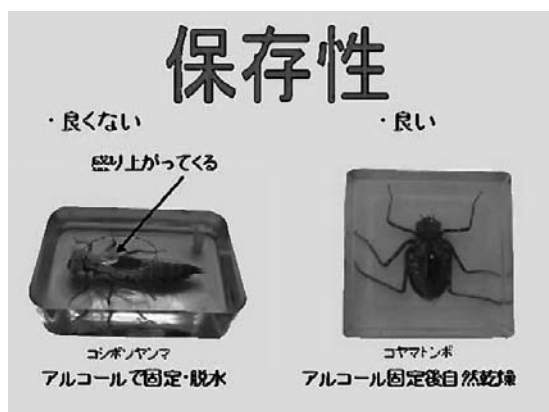 保存性
・良くない
・良い
盛り上がってくる
コシボソヤンマ
コヤマトンボ
アルコールで固定・脱水
アルコール固定後自然乾燥